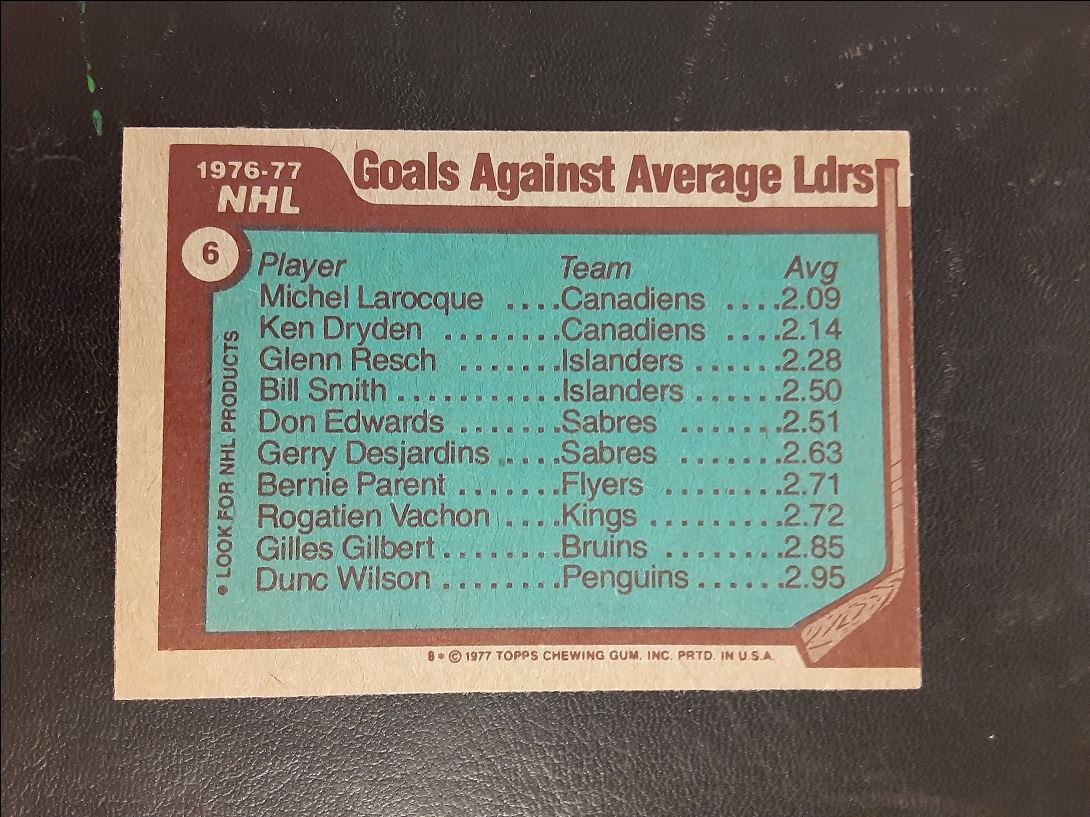 1976-77
NHL
Goals Against Average Ldrs
6
Player Team Avg
Michel Larocque ....Canadiens ....2.09
Ken Dryden ........Canadiens ....2.14
Glenn Resch .......Islanders ......2.28
Bill Smith ...........Islanders ......2.50
Don Edwards .......Sabres .......2.51
Gerry Desjardins ....Sabres .......2.63
Bernie Parent .......Flyers ........2.71
Rogatien Vachon ....Kings .........2.72
Gilles Gilbert ........Bruins ........2.85
Dunc Wilson ........Penguins ......2.95
• LOOK FOR NHL PRODUCTS
B * © 1977 TOPPS CHEWING GUM. INC. PRTD. IN U.S.A.